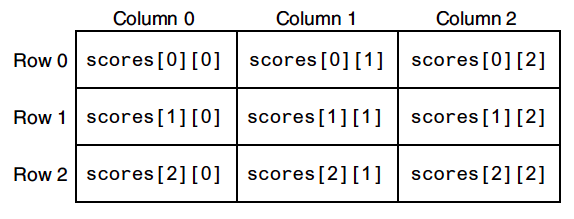 Column 0 Column 1 Column 2
Row 0 scores[0][0] scores[0][1] scores[0][2]
Row 1 scores[1][0] scores[1][1] scores[1][2]
Row 2 scores[2][0] scores[2][1] scores[2][2]